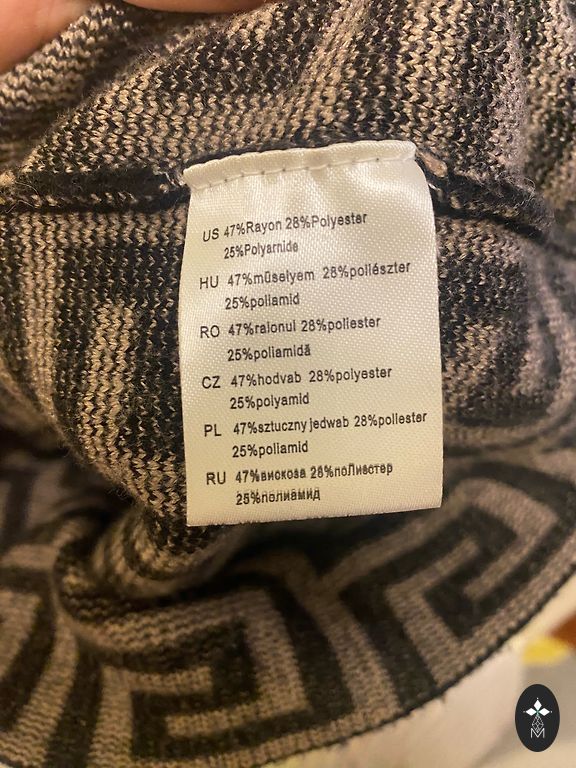 US 47%Rayon 28%Polyester
25%Polyamide
HU 47%műselyem 28%poliészter
25%poliamid
RO 47%raionul 28%poliester
25%poliamidă
CZ 47%hodvab 28%polyester
25%polyamid
PL 47%sztuczny jedwab 28%poliester
25%poliamid
RU 47%вискоза 28%полиэстер
25%полиамид
M